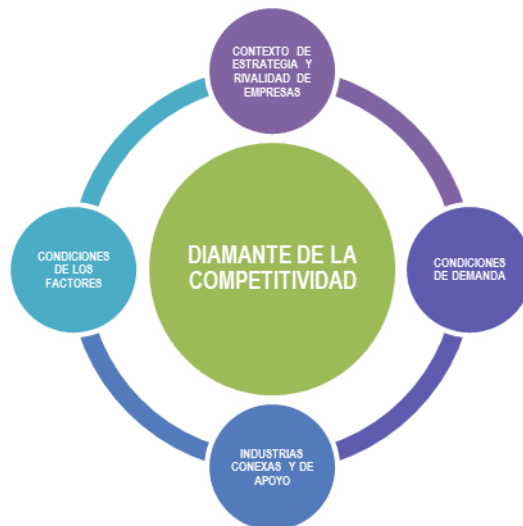 CONTEXTO DE
ESTRATEGIA Y
RIVALIDAD DE
EMPRESAS
CONDICIONES
DE LOS
FACTORES
DIAMANTE DE LA
COMPETITIVIDAD
CONDICIONES
DE DEMANDA
INDUSTRIAS
CONEXAS Y DE
APOYO